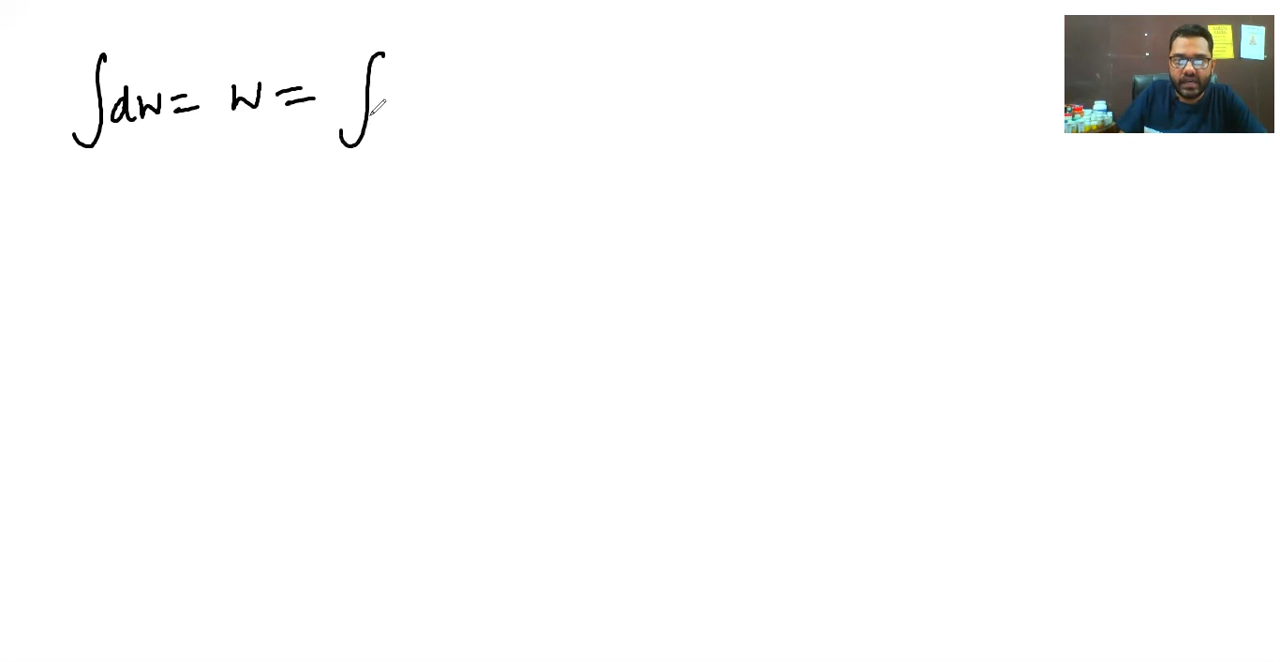 ∫dw = w = ∫